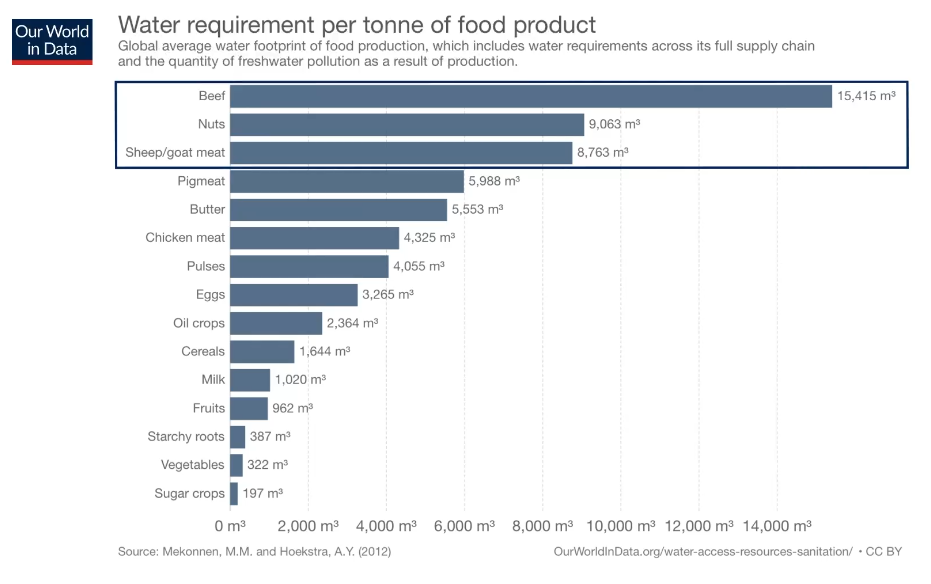 Our World
in Data
Water requirement per tonne of food product
Global average water footprint of food production, which includes water requirements across its full supply chain
and the quantity of freshwater pollution as a result of production.
Beef 15,415 m³
Nuts 9,063 m³
Sheep/goat meat 8,763 m³
Pigmeat 5,988 m³
Butter 5,553 m³
Chicken meat 4,325 m³
Pulses 4,055 m³
Eggs 3,265 m³
Oil crops 2,364 m³
Cereals 1,644 m³
Milk 1,020 m³
Fruits 962 m³
Starchy roots 387 m³
Vegetables 322 m³
Sugar crops 197 m³
0 m³ 2,000 m³ 4,000 m³ 6,000 m³ 8,000 m³ 10,000 m³ 12,000 m³ 14,000 m³
Source: Mekonnen, M.M. and Hoekstra, A.Y. (2012) OurWorldInData.org/water-access-resources-sanitation/ • CC BY